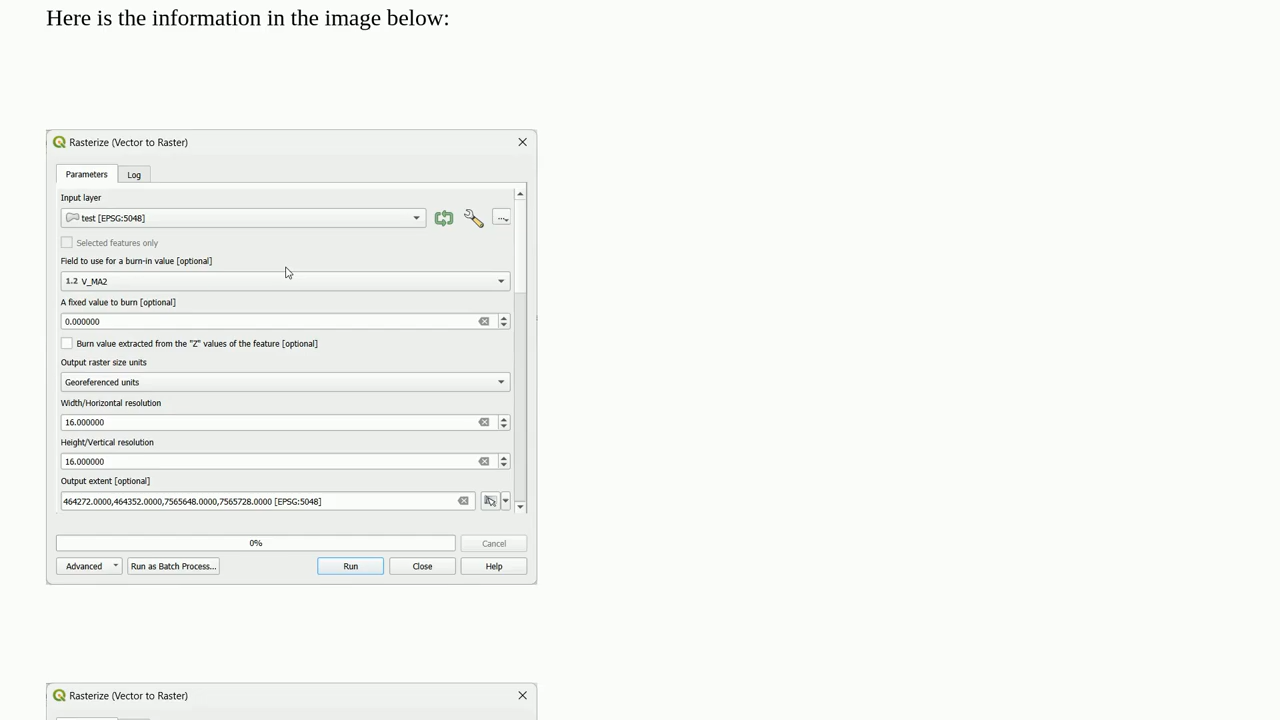 Here is the information in the image below:
Rasterize (Vector to Raster)
Parameters Log
Input layer
test [EPSG:5048]
Selected features only
Field to use for a burn-in value [optional]
1.2 V_MA2
A fixed value to burn [optional]
0.000000
Burn value extracted from the "Z" values of the feature [optional]
Output raster size units
Georeferenced units
Width/Horizontal resolution
16.000000
Height/Vertical resolution
16.000000
Output extent [optional]
464272.0000,464352.0000,7565648.0000,7565728.0000 [EPSG:5048]
0% Cancel
Advanced Run as Batch Process... Run Close Help
Rasterize (Vector to Raster)